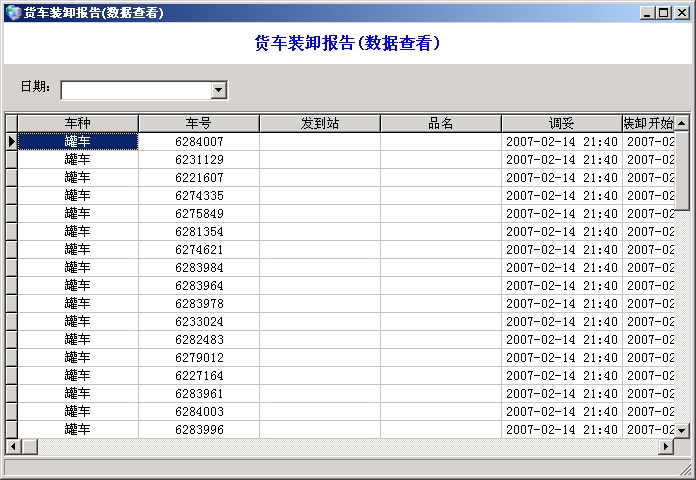 货车装卸报告(数据查看)
货车装卸报告(数据查看)
日期:
车种 车号 发到站 品名 调妥 装卸开始
罐车 6284007 2007-02-14 21:40 2007-02
罐车 6231129 2007-02-14 21:40 2007-02
罐车 6221607 2007-02-14 21:40 2007-02
罐车 6274335 2007-02-14 21:40 2007-02
罐车 6275849 2007-02-14 21:40 2007-02
罐车 6281354 2007-02-14 21:40 2007-02
罐车 6274621 2007-02-14 21:40 2007-02
罐车 6283984 2007-02-14 21:40 2007-02
罐车 6283964 2007-02-14 21:40 2007-02
罐车 6283978 2007-02-14 21:40 2007-02
罐车 6233024 2007-02-14 21:40 2007-02
罐车 6282483 2007-02-14 21:40 2007-02
罐车 6279012 2007-02-14 21:40 2007-02
罐车 6227164 2007-02-14 21:40 2007-02
罐车 6283961 2007-02-14 21:40 2007-02
罐车 6284003 2007-02-14 21:40 2007-02
罐车 6283996 2007-02-14 21:40 2007-02